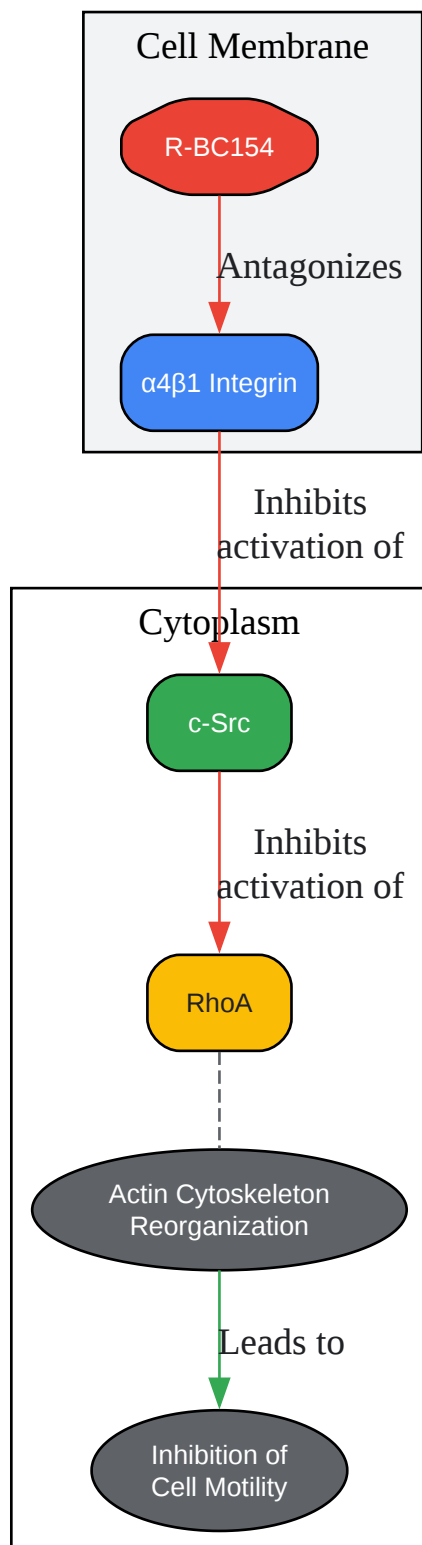 Cell Membrane
R-BC154
Antagonizes
α4β1 Integrin
Inhibits
activation of
Cytoplasm
c-Src
Inhibits
activation of
RhoA
Actin Cytoskeleton
Reorganization
Leads to
Inhibition of
Cell Motility